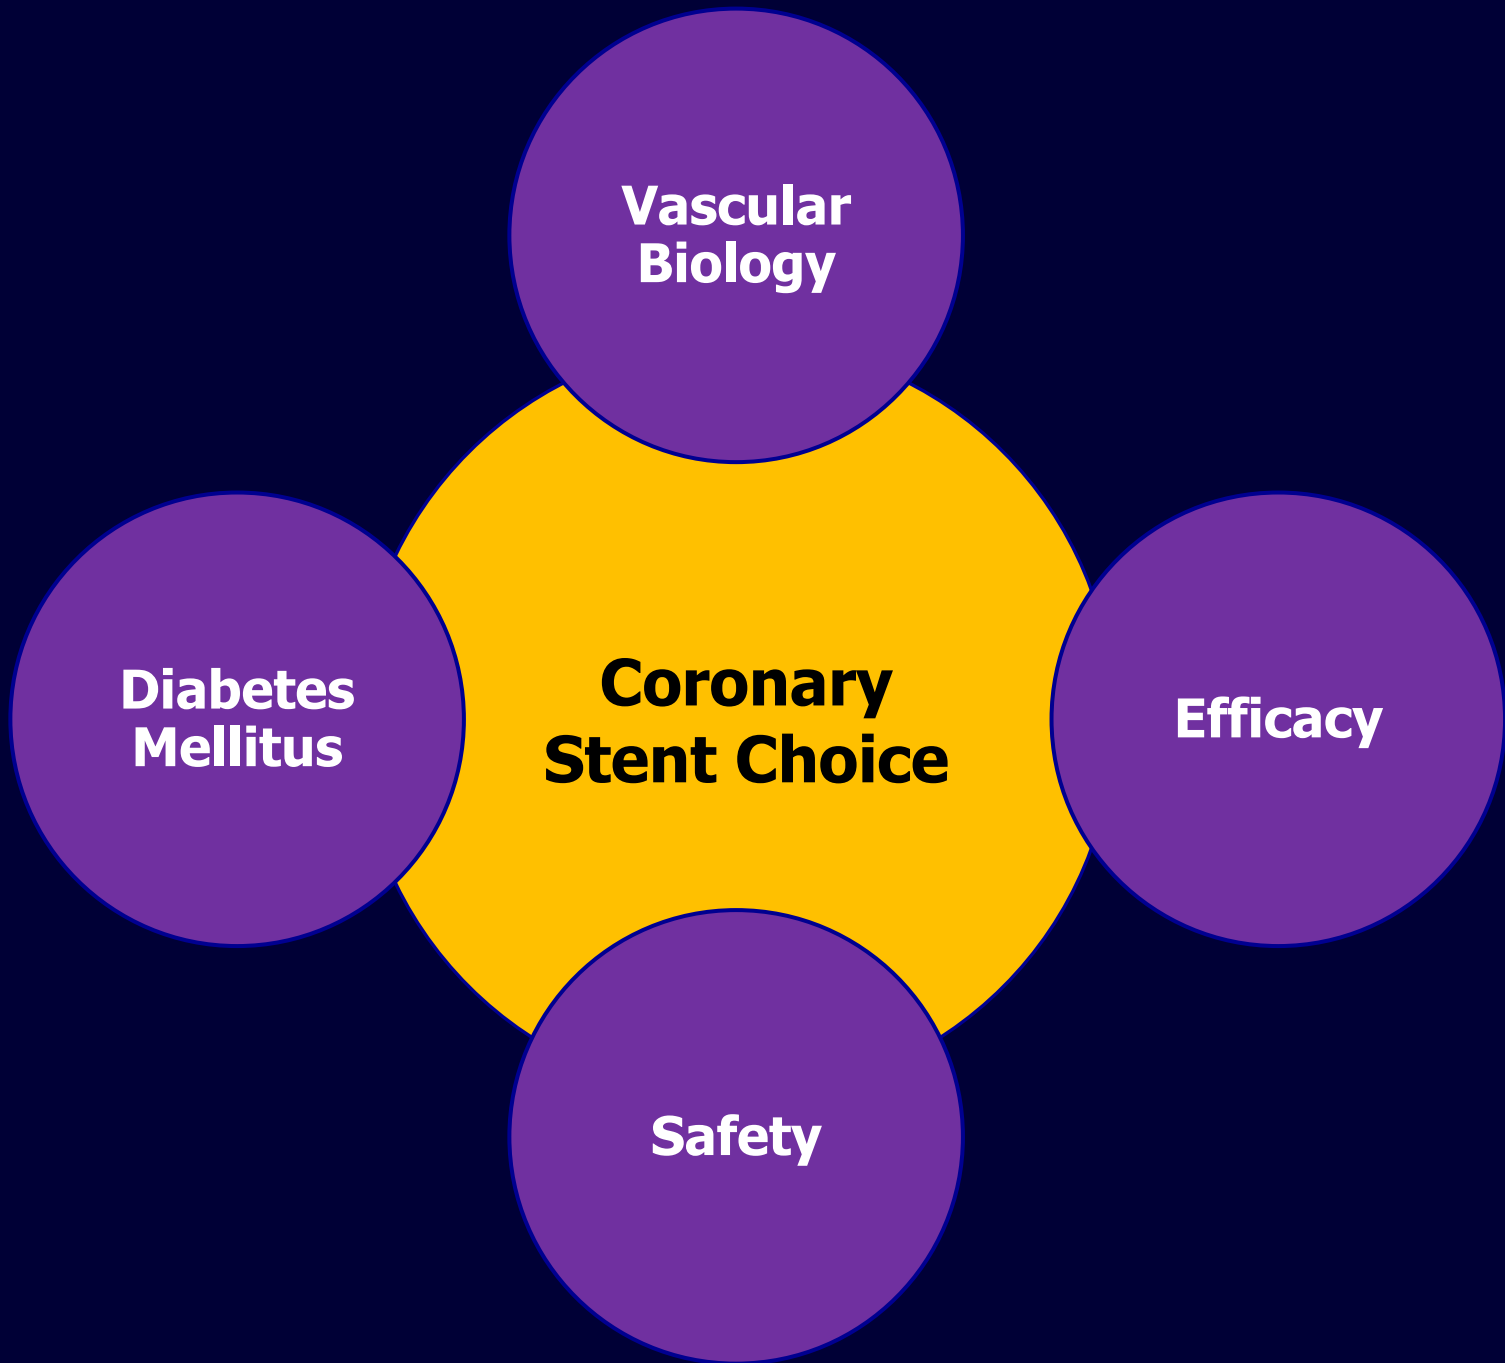 Vascular
Biology
Diabetes
Mellitus
Coronary
Stent Choice
Efficacy
Safety